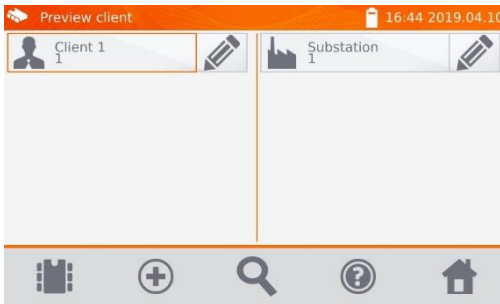 Preview client
16:44 2019.04.10
Client 1
1
Substation
1